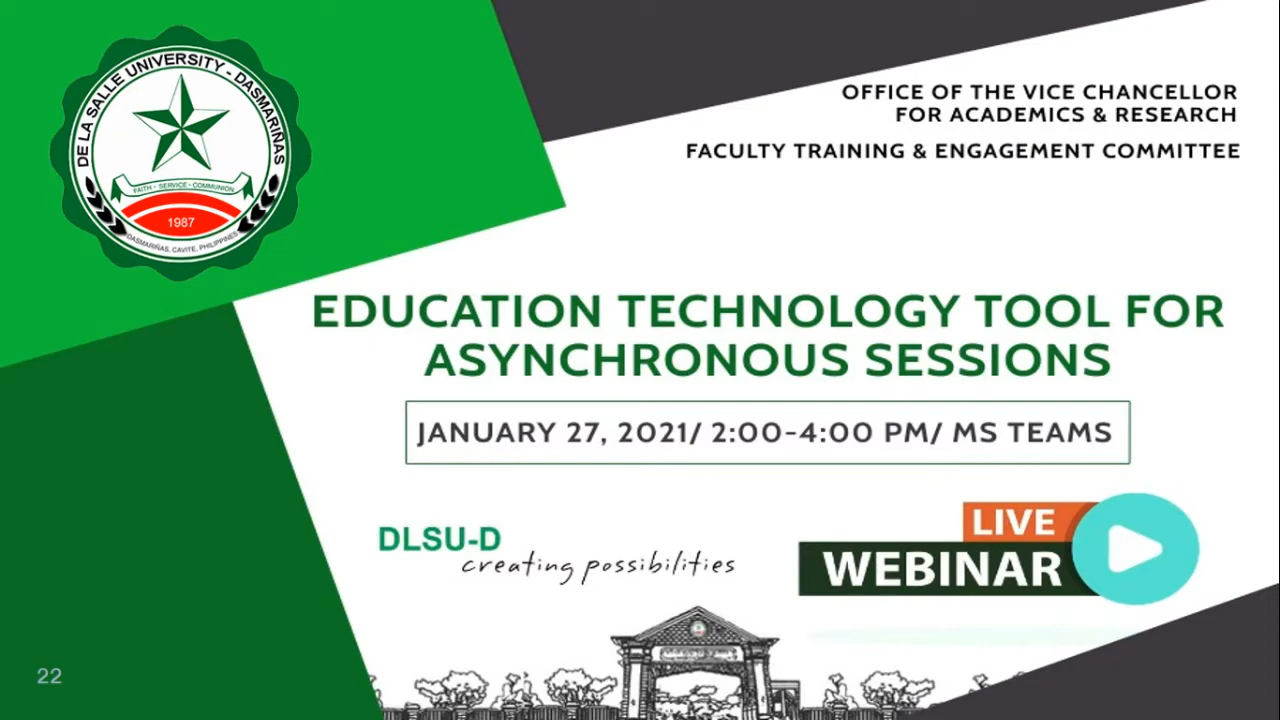 DE LA SALLE UNIVERSITY - DASMARIÑAS
FAITH - SERVICE - COMMUNION
1987
DASMARIÑAS, CAVITE, PHILIPPINES
OFFICE OF THE VICE CHANCELLOR
FOR ACADEMICS & RESEARCH
FACULTY TRAINING & ENGAGEMENT COMMITTEE
EDUCATION TECHNOLOGY TOOL FOR
ASYNCHRONOUS SESSIONS
JANUARY 27, 2021/ 2:00-4:00 PM/ MS TEAMS
DLSU-D
creating possibilities
LIVE
WEBINAR
22